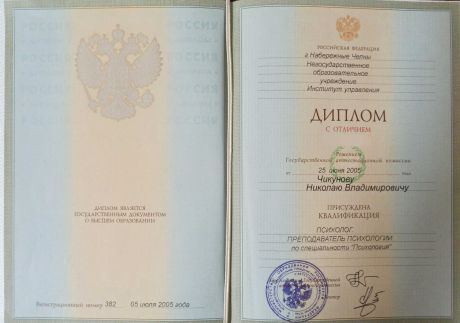 РОССИЯ
ДИПЛОМ ЯВЛЯЕТСЯ
ГОСУДАРСТВЕННЫМ ДОКУМЕНТОМ
О ВЫСШЕМ ОБРАЗОВАНИИ
Регистрационный номер 382 05 июля 2005 года
РОССИЙСКАЯ ФЕДЕРАЦИЯ
г Набережные Челны
Негосударственное
образовательное
учреждение
Институт управления
ДИПЛОМ
С ОТЛИЧИЕМ
Решением
Государственной аттестационной комиссии
от 25 июня 2005 года
Чикунову
Николаю Владимировичу
ПРИСУЖДЕНА
КВАЛИФИКАЦИЯ
ПСИХОЛОГ.
ПРЕПОДАВАТЕЛЬ ПСИХОЛОГИИ
по специальности "Психология"